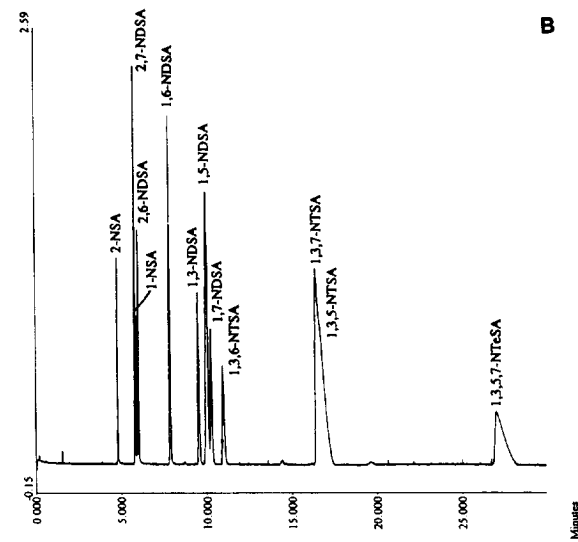 B
2.59
-0.15
2-NSA
2,7-NDSA
2,6-NDSA
1-NSA
1,6-NDSA
1,3-NDSA
1,5-NDSA
1,7-NDSA
1,3,6-NTSA
1,3,7-NTSA
1,3,5-NTSA
1,3,5,7-NTeSA
0.000
5.000
10.000
15.000
20.000
25.000
Minutes